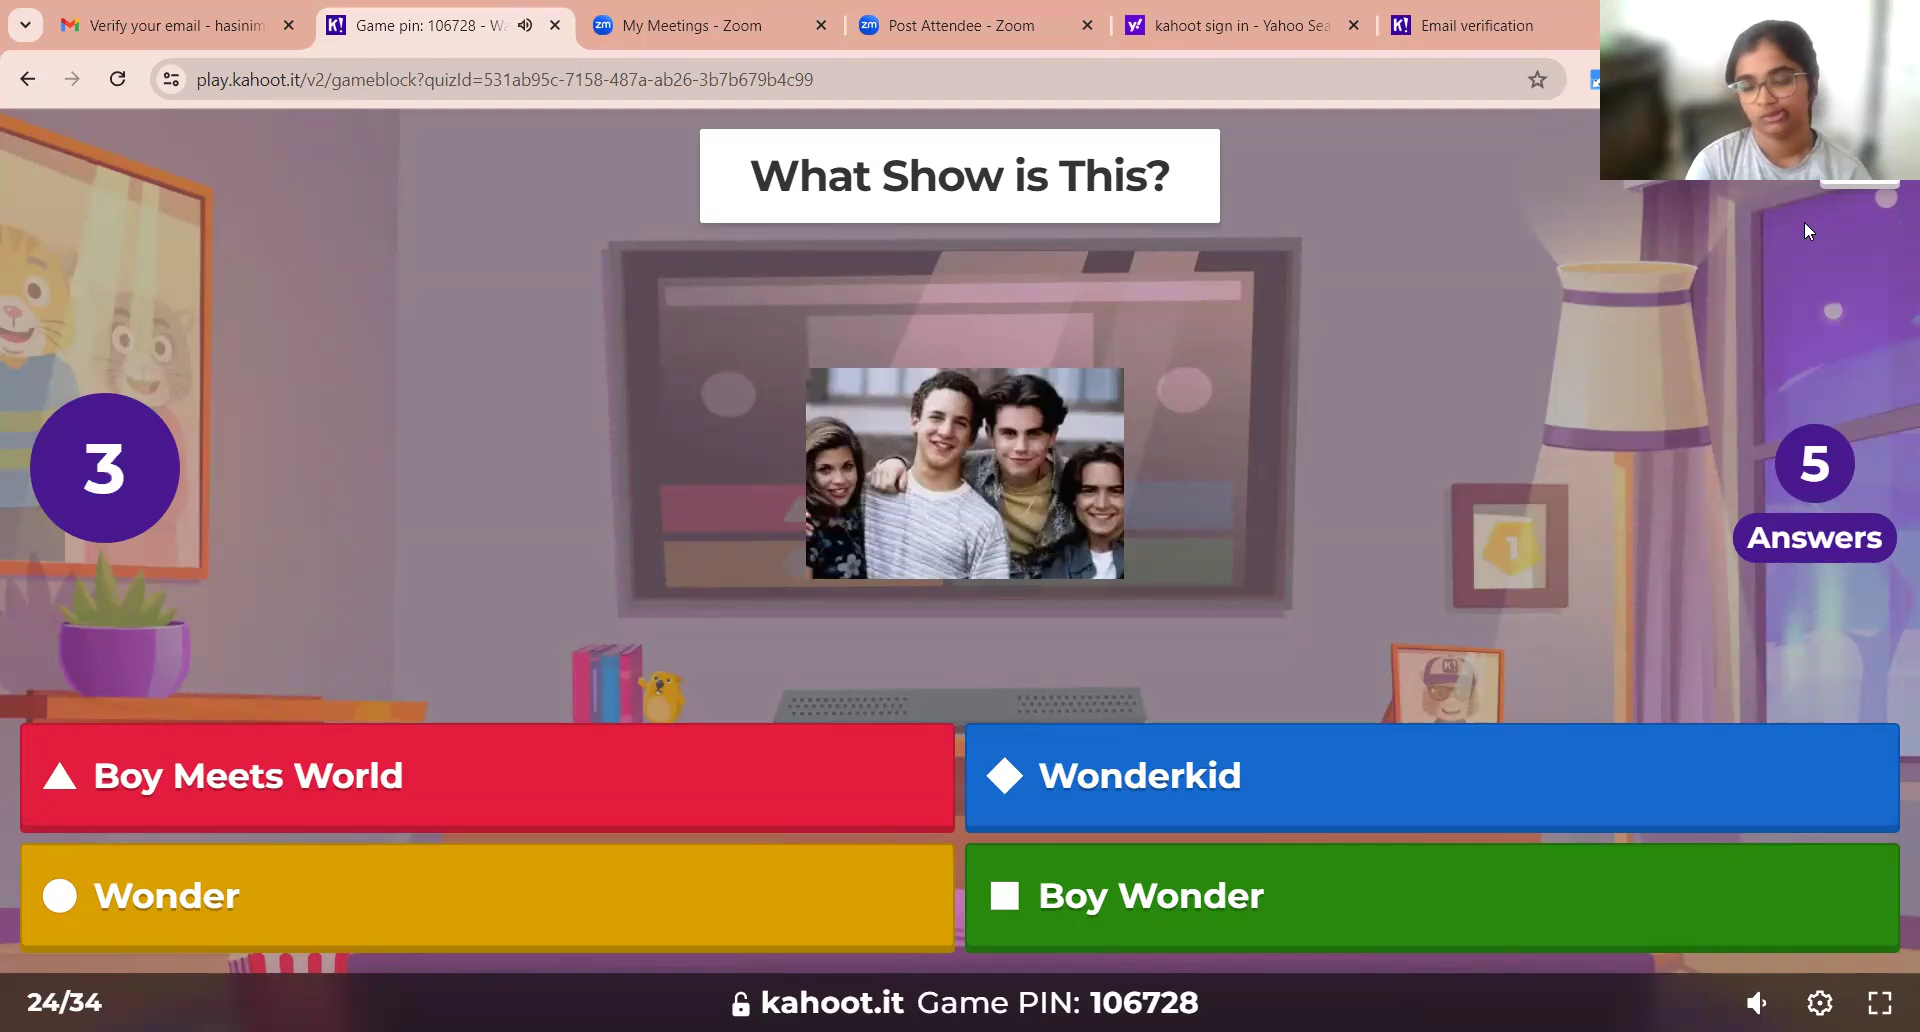 Verify your email - hasinim
Game pin: 106728 - Wa
My Meetings - Zoom
Post Attendee - Zoom
kahoot sign in - Yahoo Sea
Email verification
play.kahoot.it/v2/gameblock?quizId=531ab95c-7158-487a-ab26-3b7b679b4c99
What Show is This?
3
5
Answers
1
Boy Meets World
Wonderkid
Wonder
Boy Wonder
24/34
kahoot.it Game PIN: 106728